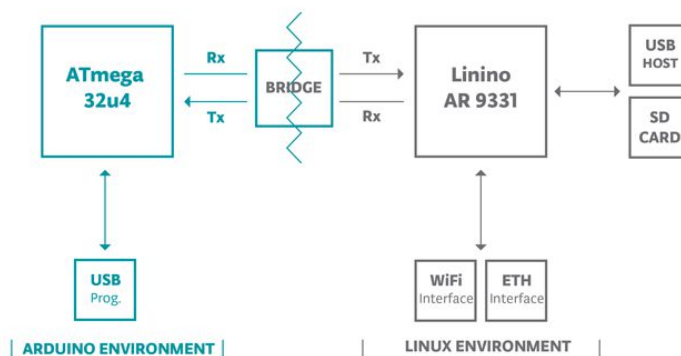 ATmega
32u4
Rx
Tx
BRIDGE
Tx
Rx
Linino
AR 9331
USB
HOST
SD
CARD
USB
Prog.
WiFi
Interface
ETH
Interface
ARDUINO ENVIRONMENT
LINUX ENVIRONMENT